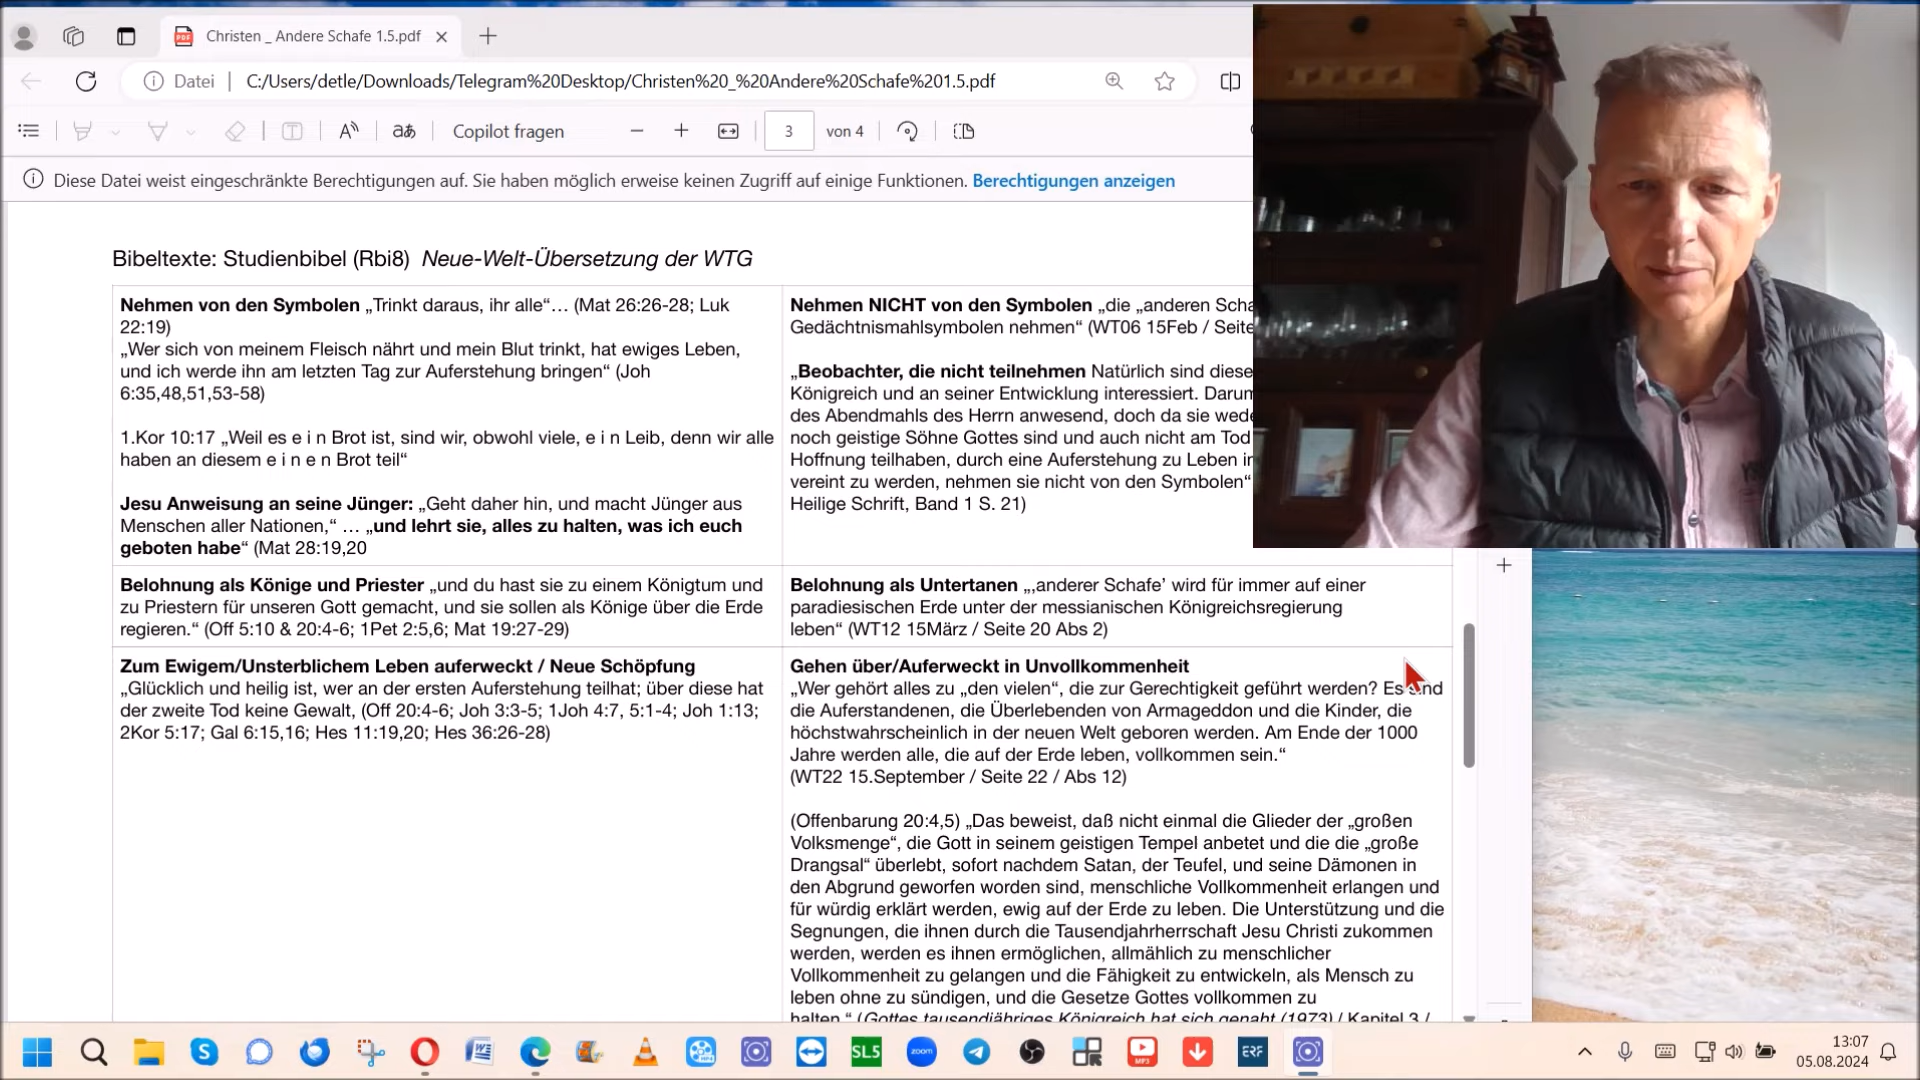 Christen _ Andere Schafe 1.5.pdf
Datei
C:/Users/detle/Downloads/Telegram%20Desktop/Christen%20_%20Andere%20Schafe%201.5.pdf
Copilot fragen
3
von 4
Diese Datei weist eingeschränkte Berechtigungen auf. Sie haben möglich erweise keinen Zugriff auf einige Funktionen. Berechtigungen anzeigen
Bibeltexte: Studienbibel (Rbi8) Neue-Welt-Übersetzung der WTG
Nehmen von den Symbolen „Trinkt daraus, ihr alle“… (Mat 26:26-28; Luk
22:19)
„Wer sich von meinem Fleisch nährt und mein Blut trinkt, hat ewiges Leben,
und ich werde ihn am letzten Tag zur Auferstehung bringen“ (Joh
6:35,48,51,53-58)
1.Kor 10:17 „Weil es e i n Brot ist, sind wir, obwohl viele, e i n Leib, denn wir alle
haben an diesem e i n e n Brot teil“
Jesu Anweisung an seine Jünger: „Geht daher hin, und macht Jünger aus
Menschen aller Nationen,“ … „und lehrt sie, alles zu halten, was ich euch
geboten habe“ (Mat 28:19,20
Nehmen NICHT von den Symbolen „die „anderen Scha
Gedächtnismahlsymbolen nehmen“ (WT06 15Feb / Seite
„Beobachter, die nicht teilnehmen Natürlich sind diese
Königreich und an seiner Entwicklung interessiert. Darum
des Abendmahls des Herrn anwesend, doch da sie wede
noch geistige Söhne Gottes sind und auch nicht am Tod
Hoffnung teilhaben, durch eine Auferstehung zu Leben in
vereint zu werden, nehmen sie nicht von den Symbolen“
Heilige Schrift, Band 1 S. 21)
Belohnung als Könige und Priester „und du hast sie zu einem Königtum und
zu Priestern für unseren Gott gemacht, und sie sollen als Könige über die Erde
regieren.“ (Off 5:10 & 20:4-6; 1Pet 2:5,6; Mat 19:27-29)
Belohnung als Untertanen „‚anderer Schafe’ wird für immer auf einer
paradiesischen Erde unter der messianischen Königreichsregierung
leben“ (WT12 15März / Seite 20 Abs 2)
Zum Ewigem/Unsterblichem Leben auferweckt / Neue Schöpfung
„Glücklich und heilig ist, wer an der ersten Auferstehung teilhat; über diese hat
der zweite Tod keine Gewalt, (Off 20:4-6; Joh 3:3-5; 1Joh 4:7, 5:1-4; Joh 1:13;
2Kor 5:17; Gal 6:15,16; Hes 11:19,20; Hes 36:26-28)
Gehen über/Auferweckt in Unvollkommenheit
„Wer gehört alles zu „den vielen“, die zur Gerechtigkeit geführt werden? Es sind
die Auferstandenen, die Überlebenden von Armageddon und die Kinder, die
höchstwahrscheinlich in der neuen Welt geboren werden. Am Ende der 1000
Jahre werden alle, die auf der Erde leben, vollkommen sein.“
(WT22 15.September / Seite 22 / Abs 12)
(Offenbarung 20:4,5) „Das beweist, daß nicht einmal die Glieder der „großen
Volksmenge“, die Gott in seinem geistigen Tempel anbetet und die die „große
Drangsal“ überlebt, sofort nachdem Satan, der Teufel, und seine Dämonen in
den Abgrund geworfen worden sind, menschliche Vollkommenheit erlangen und
für würdig erklärt werden, ewig auf der Erde zu leben. Die Unterstützung und die
Segnungen, die ihnen durch die Tausendjahrherrschaft Jesu Christi zukommen
werden, werden es ihnen ermöglichen, allmählich zu menschlicher
Vollkommenheit zu gelangen und die Fähigkeit zu entwickeln, als Mensch zu
leben ohne zu sündigen, und die Gesetze Gottes vollkommen zu
halten.“ (Gottes tausendjähriges Königreich hat sich genaht (1973) / Kapitel 3 /
SL5
zoom
MP3
ERF
13:07
05.08.2024